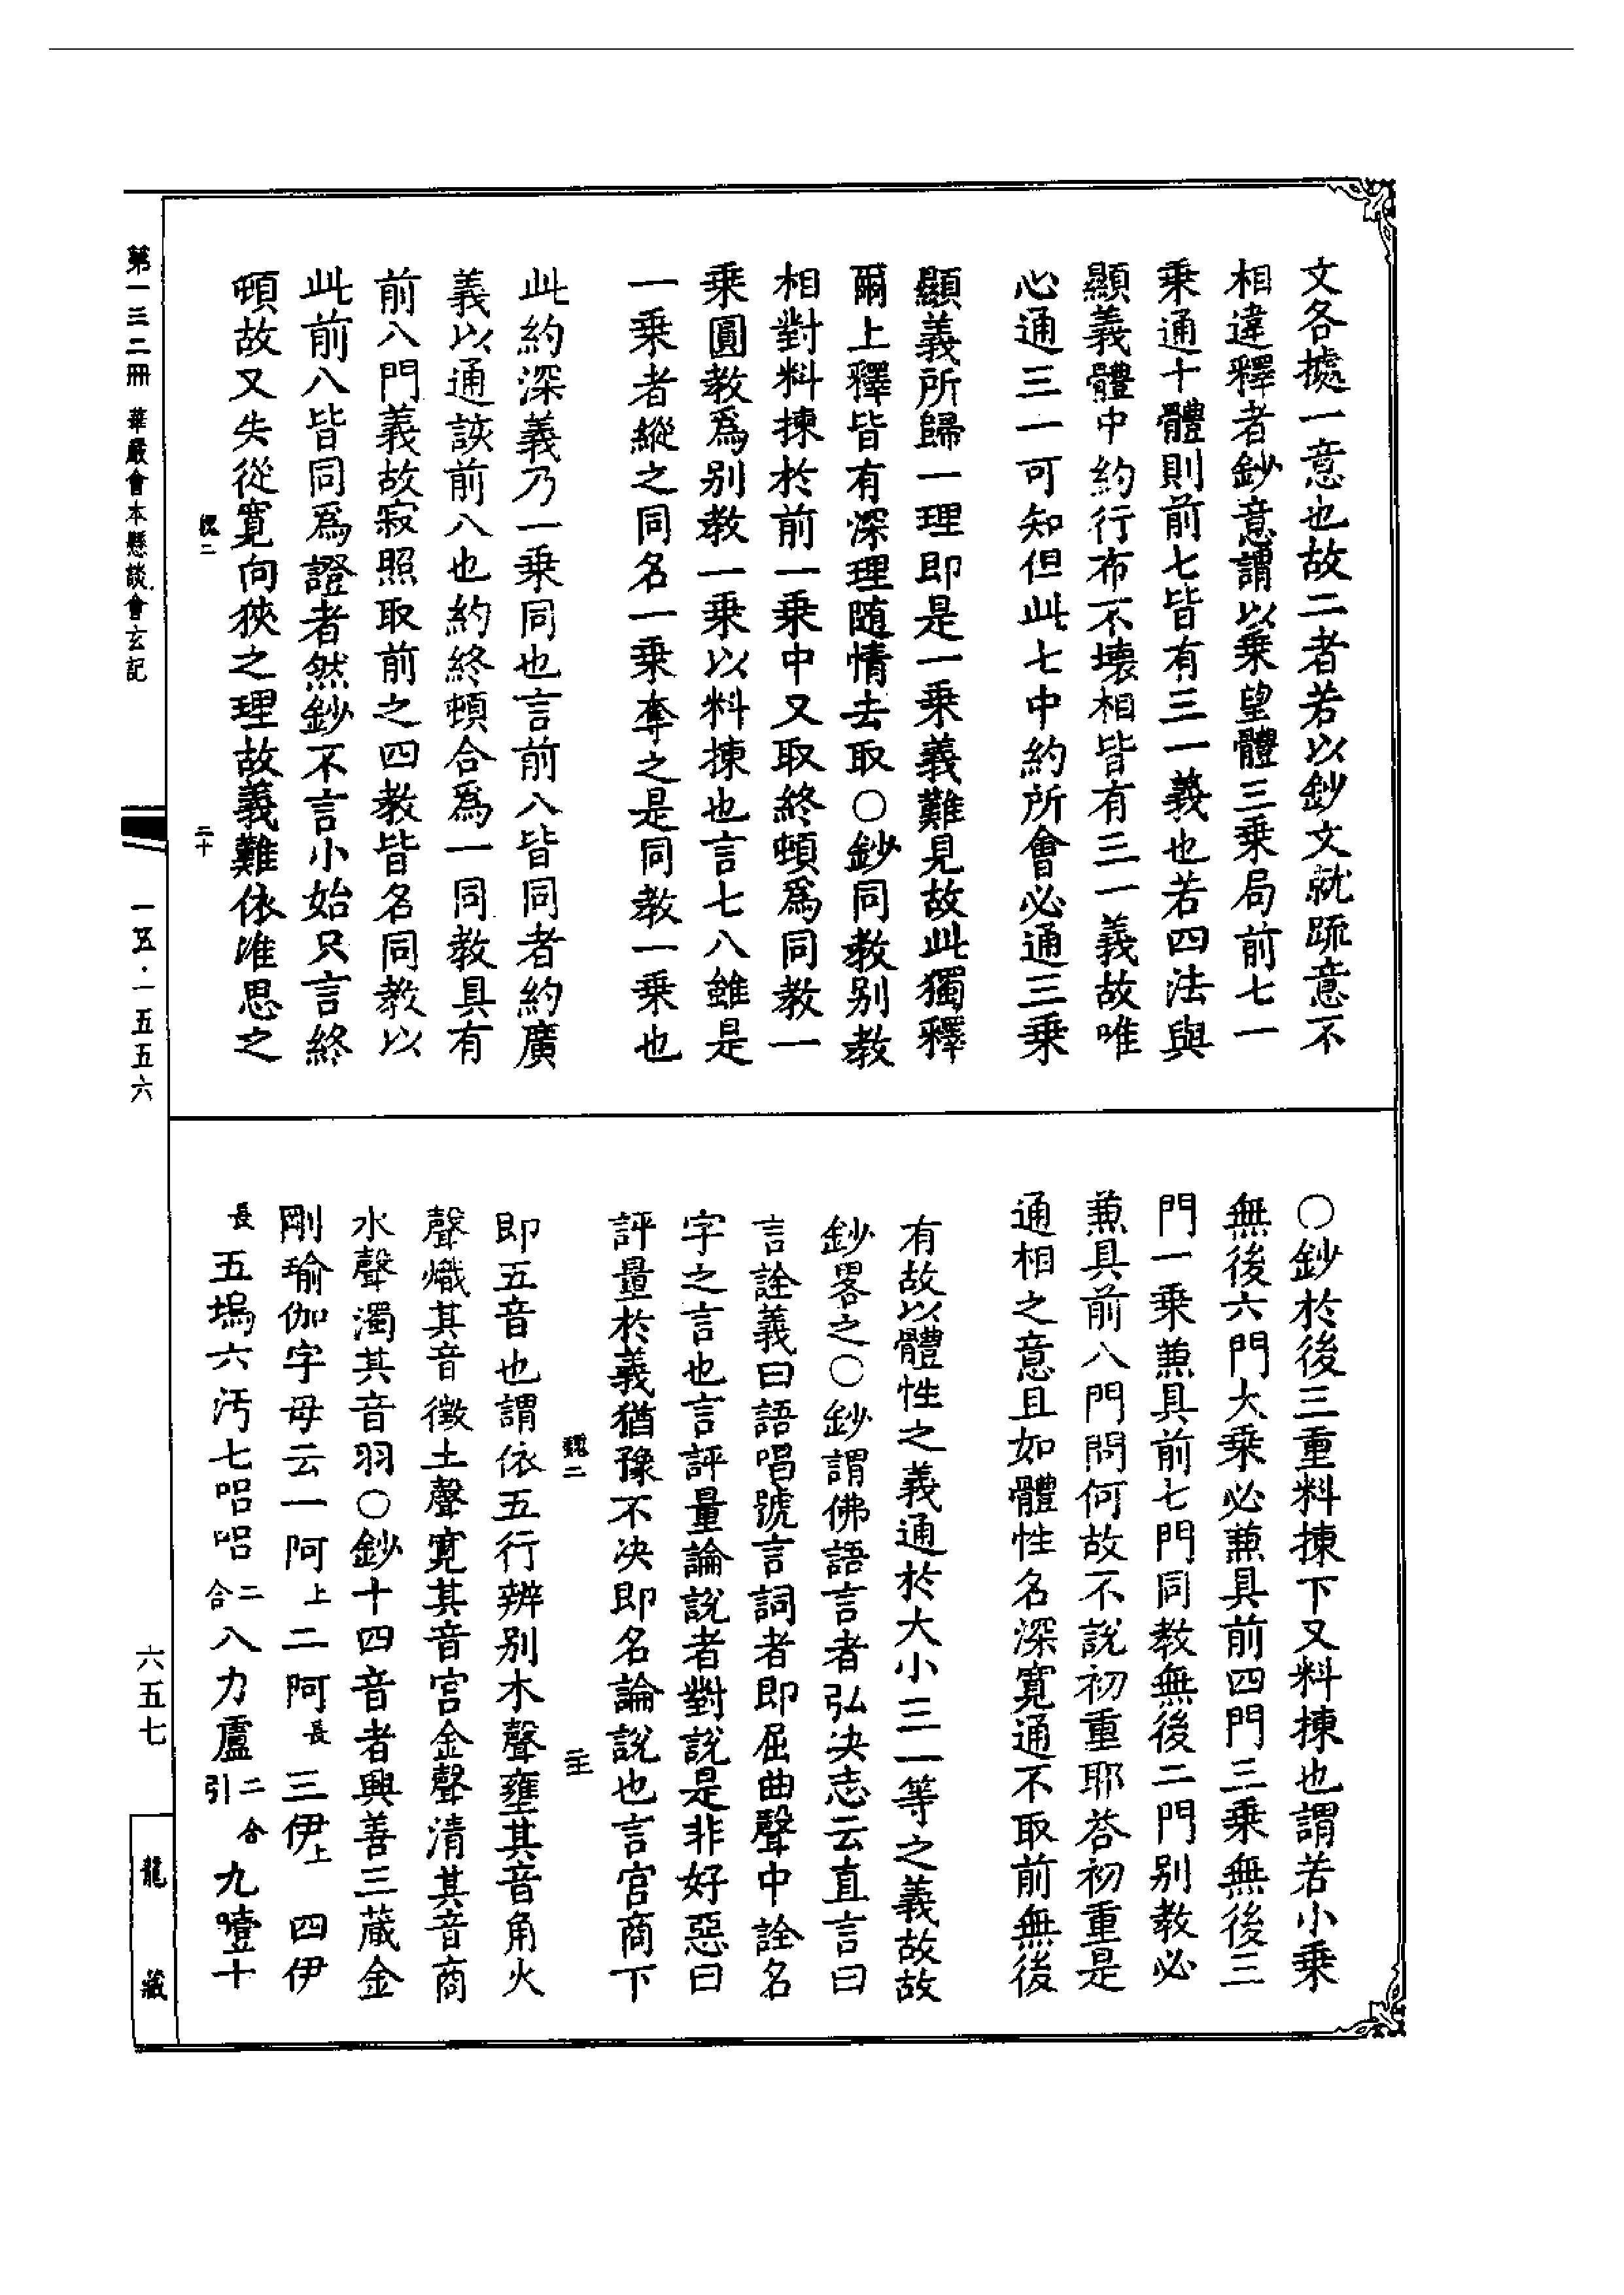 文各據一意也故二者若以鈔文就䟽意不
相違釋者鈔意謂以乘望體三乘局前七一
乘通十體則前七皆有三一義也若四法與
顯義體中約行布不壞相皆有三一義故唯
心通三一可知但此七中約所會必通三乘
顯義所歸一理即是一乘義難見故此獨釋
爾上釋皆有深理随情去取○鈔同教别教
相對料揀於前一乘中又取終頓爲同教一
乘圓教爲别教一乘以料揀也言七八雖是
一乘者縱之同名一乘奪之是同教一乘也
此約深義乃一乘同也言前八皆同者約廣
義以通該前八也約終頓合爲一同教具有
前八門義故寂照取前之四教皆名同教以
此前八皆同爲證者然鈔不言小始只言終
頓故又失從寛向狹之理故義難依准思之
魏二 二十
第一三二冊 華嚴會本懸談會玄記
一五·一五五六
○鈔於後三重料揀下又料揀也謂若小乘
無後六門大乘必兼具前四門三乘無後三
門一乘兼具前七門同教無後二門别教必
兼具前八門問何故不說初重耶荅初重是
通相之意且如體性名深寛通不取前無後
有故以體性之義通於大小三一等之義故故
鈔畧之○鈔謂佛語言者弘决志云直言曰
言詮義曰語唱號言詞者即屈曲聲中詮名
字之言也言評量論說者對說是非好惡曰
評量於義猶豫不决即名論說也言宫商下
魏二 二十一
即五音也謂依五行辨别木聲壅其音角火
聲熾其音徵土聲寛其音宫金聲清其音商
水聲濁其音羽○鈔十四音者興善三藏金
剛瑜伽字母云一阿上二阿長三伊上四伊
長五塢六汚七呬呬二合八力盧二合引九曀十
六五七
龍藏